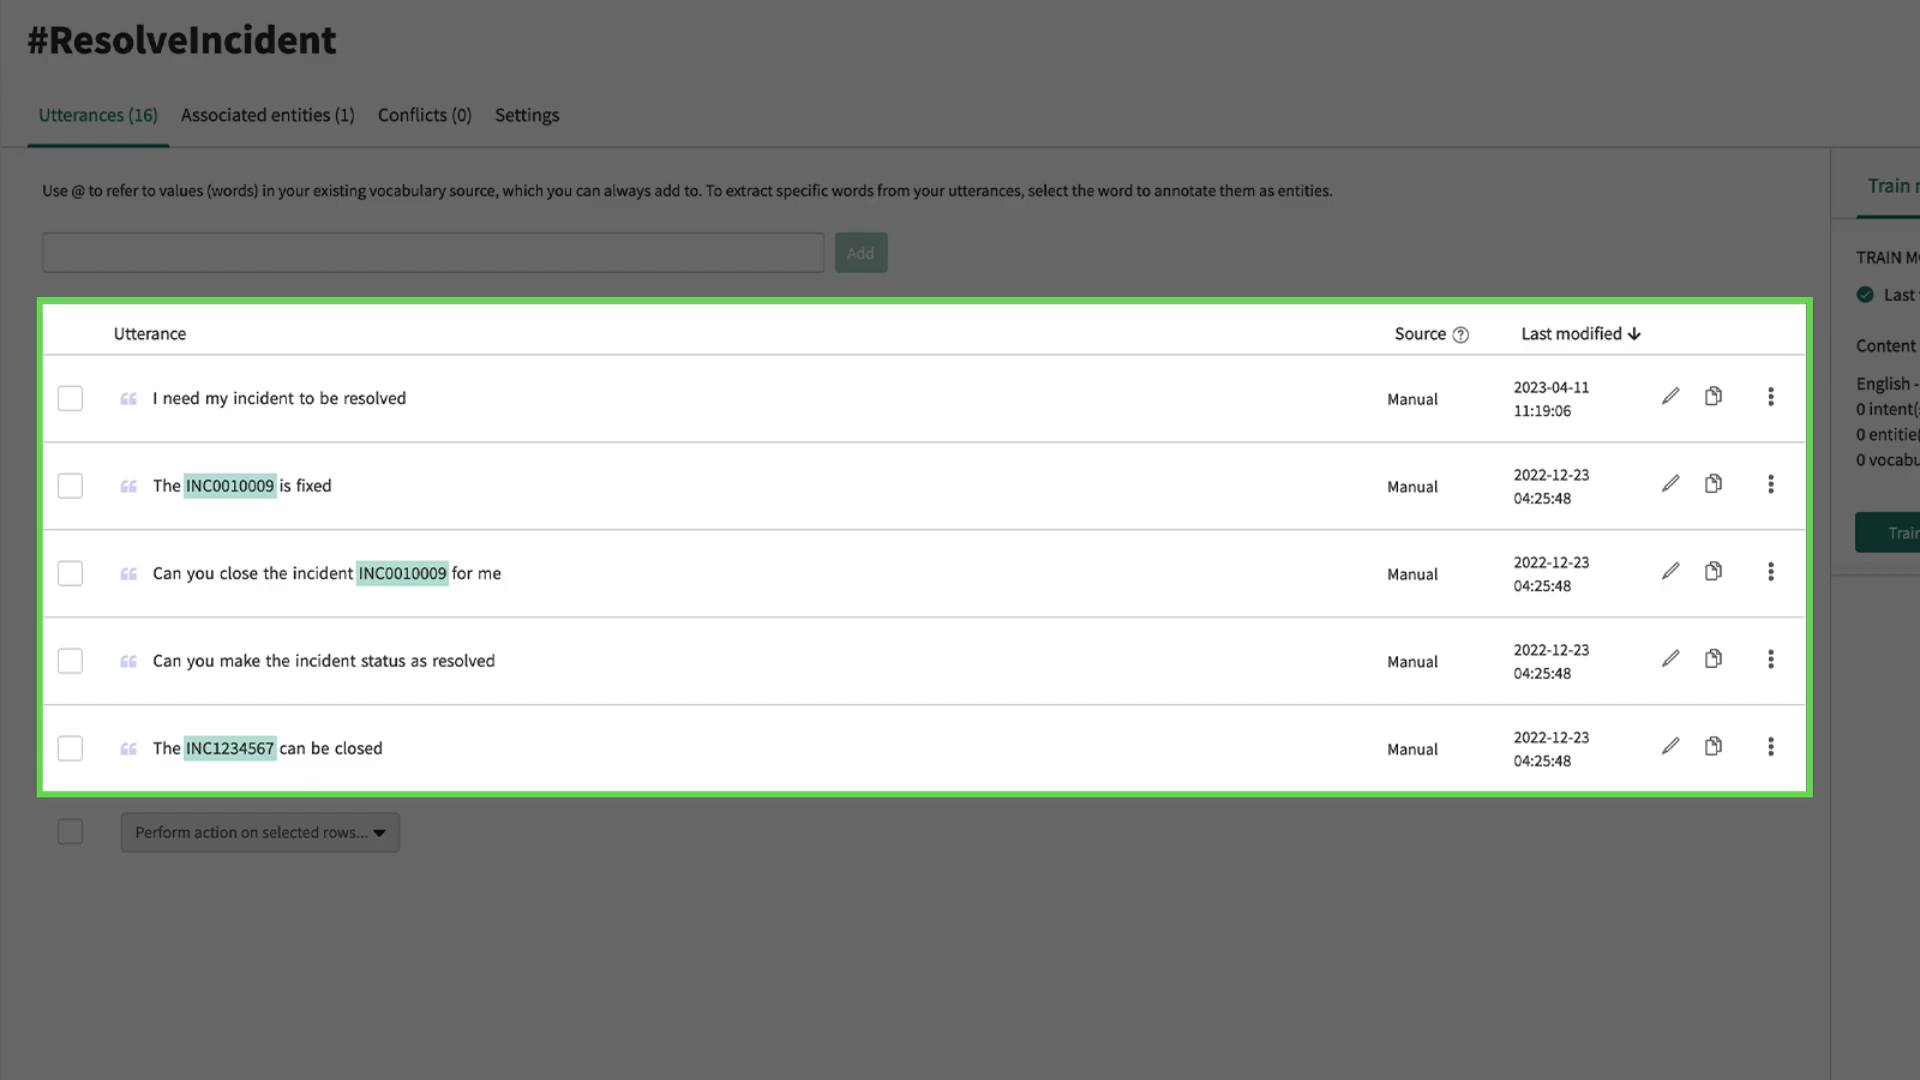 #ResolveIncident
Utterances (16) Associated entities (1) Conflicts (0) Settings
Use @ to refer to values (words) in your existing vocabulary source, which you can always add to. To extract specific words from your utterances, select the word to annotate them as entities.
Add
Utterance Source Last modified
I need my incident to be resolved Manual 2023-04-11
11:19:06
The INC0010009 is fixed Manual 2022-12-23
04:25:48
Can you close the incident INC0010009 for me Manual 2022-12-23
04:25:48
Can you make the incident status as resolved Manual 2022-12-23
04:25:48
The INC1234567 can be closed Manual 2022-12-23
04:25:48
Perform action on selected rows...
Train
TRAIN
Last
Content
English -
0 intent(
0 entitie
0 vocabu
Train